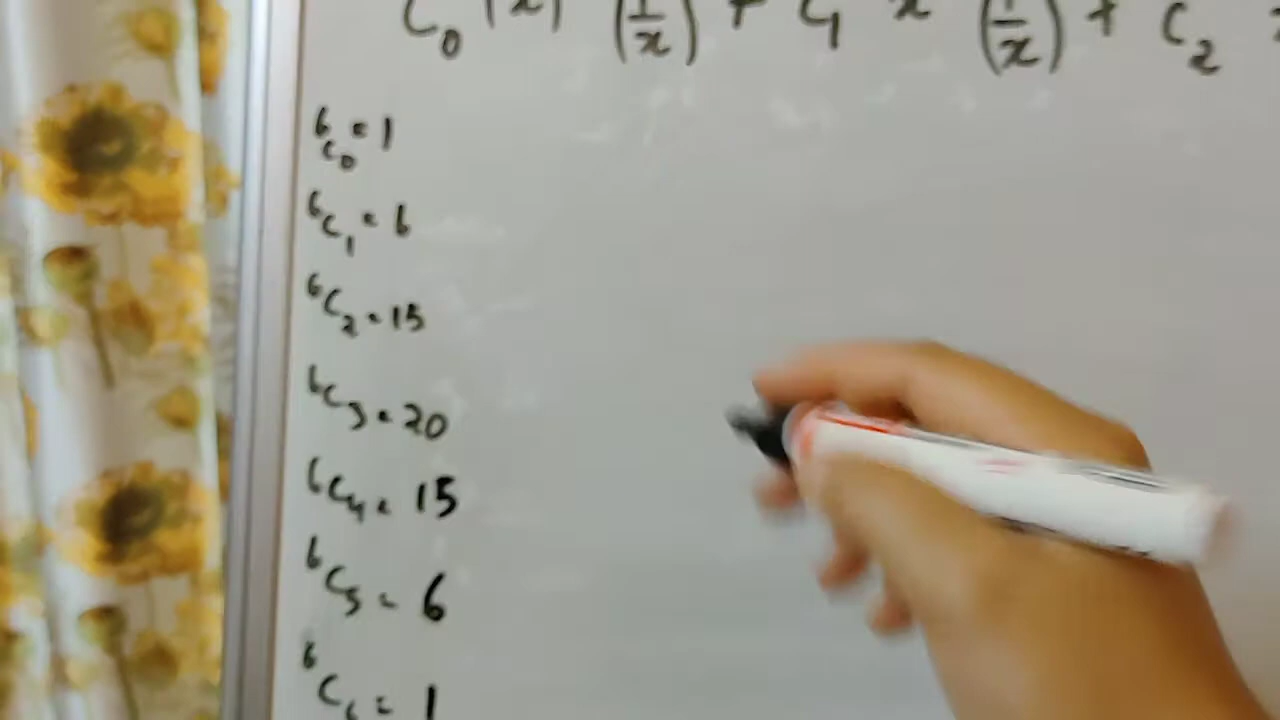 C₀ (x) (1/x) + C₁ x (1/x) + C₂
⁶C₀ = 1
⁶C₁ = 6
⁶C₂ = 15
⁶C₃ = 20
⁶C₄ = 15
⁶C₅ = 6
⁶C₆ = 1